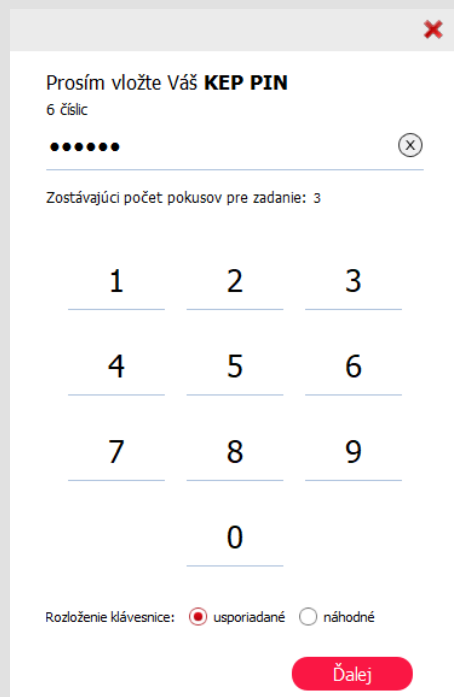 Prosím vložte Váš KEP PIN
6 číslic
●●●●●● X
Zostávajúci počet pokusov pre zadanie: 3
1 2 3
4 5 6
7 8 9
0
Rozloženie klávesnice: usporiadané náhodné
Ďalej